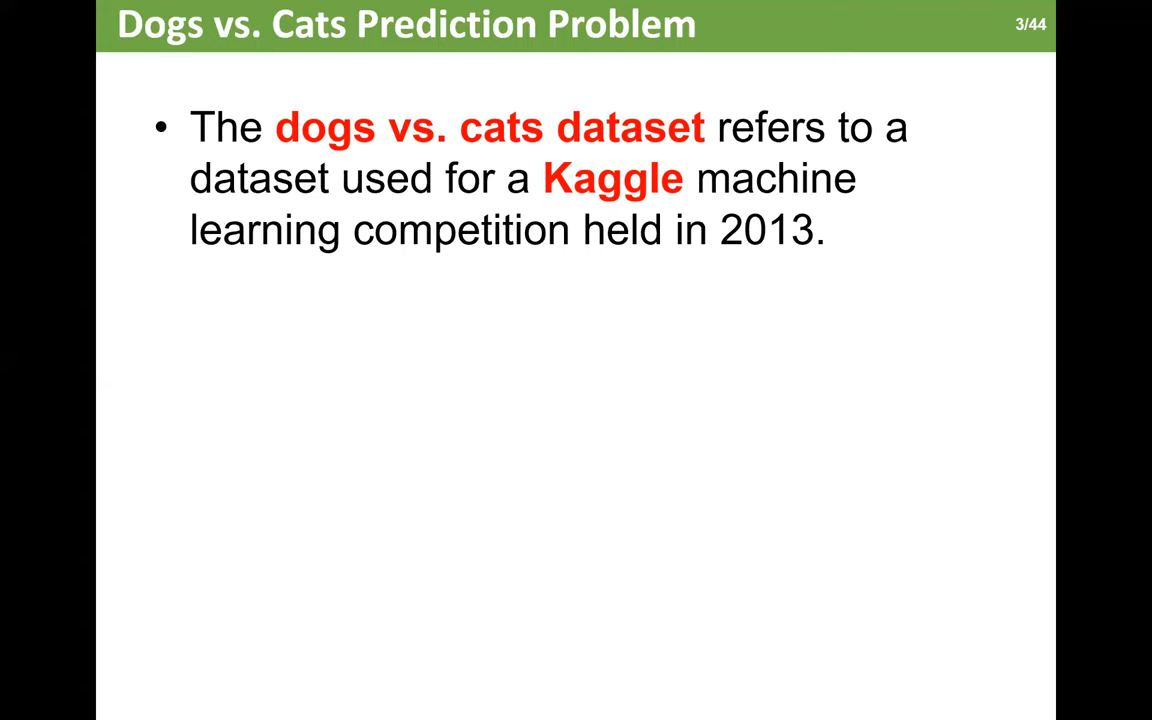 Dogs vs. Cats Prediction Problem
3/44
• The dogs vs. cats dataset refers to a
dataset used for a Kaggle machine
learning competition held in 2013.